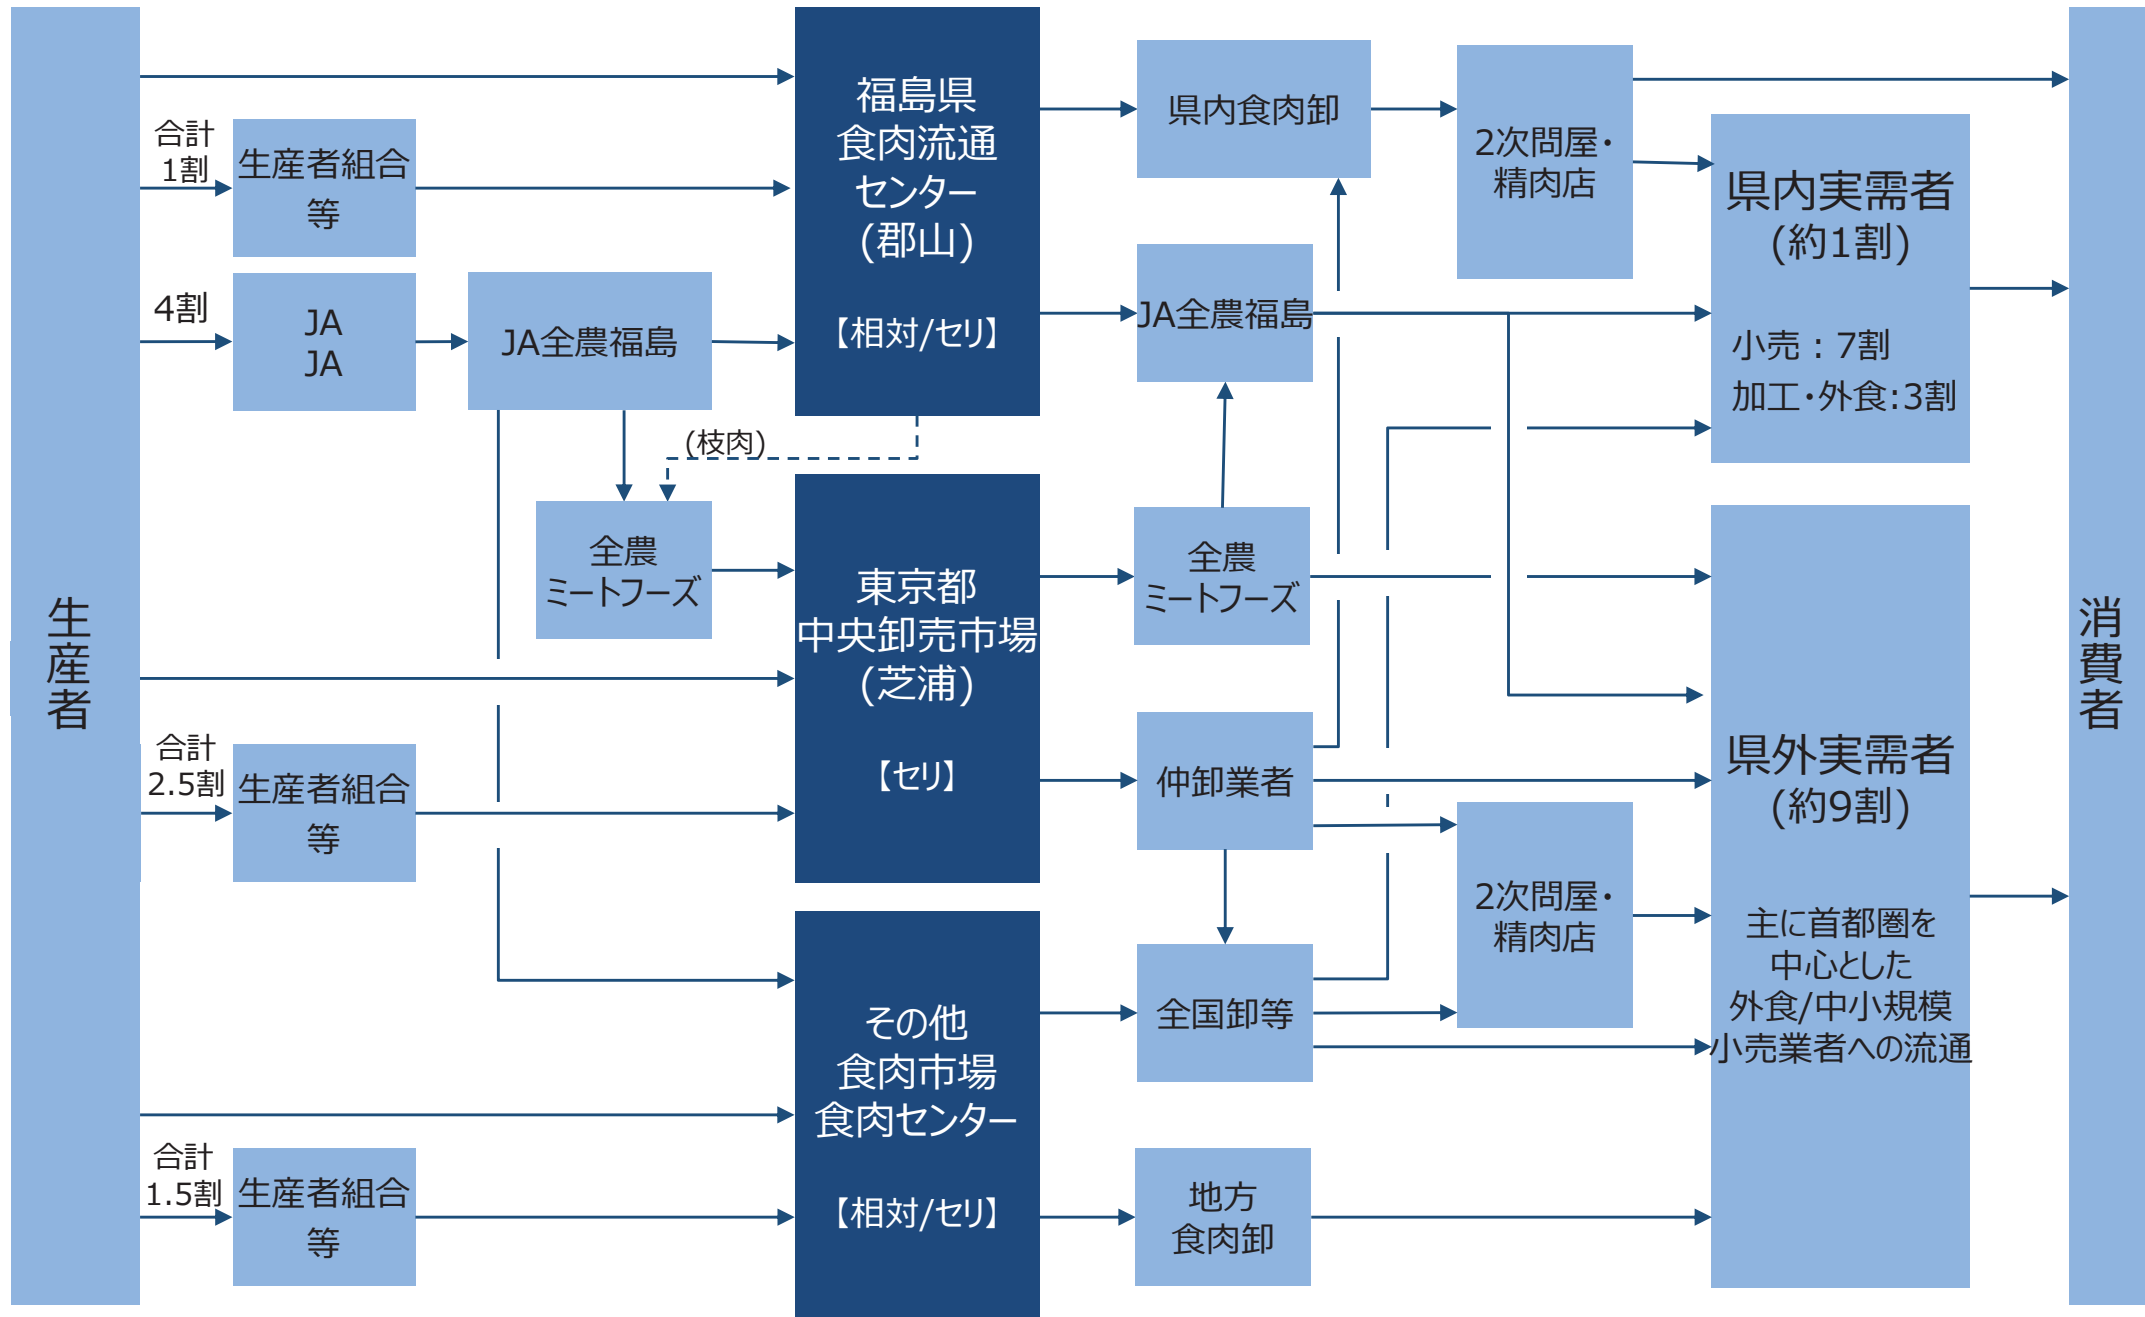 生産者
合計
1割
生産者組合
等
4割
JA
JA
JA全農福島
(枝肉)
全農
ミートフーズ
合計
2.5割
生産者組合
等
合計
1.5割
生産者組合
等
福島県
食肉流通
センター
(郡山)
【相対/セリ】
東京都
中央卸売市場
(芝浦)
【セリ】
その他
食肉市場
食肉センター
【相対/セリ】
県内食肉卸
JA全農福島
全農
ミートフーズ
仲卸業者
全国卸等
地方
食肉卸
2次問屋・
精肉店
2次問屋・
精肉店
県内実需者
(約1割)
小売：7割
加工・外食:3割
県外実需者
(約9割)
主に首都圏を
中心とした
外食/中小規模
小売業者への流通
消費者